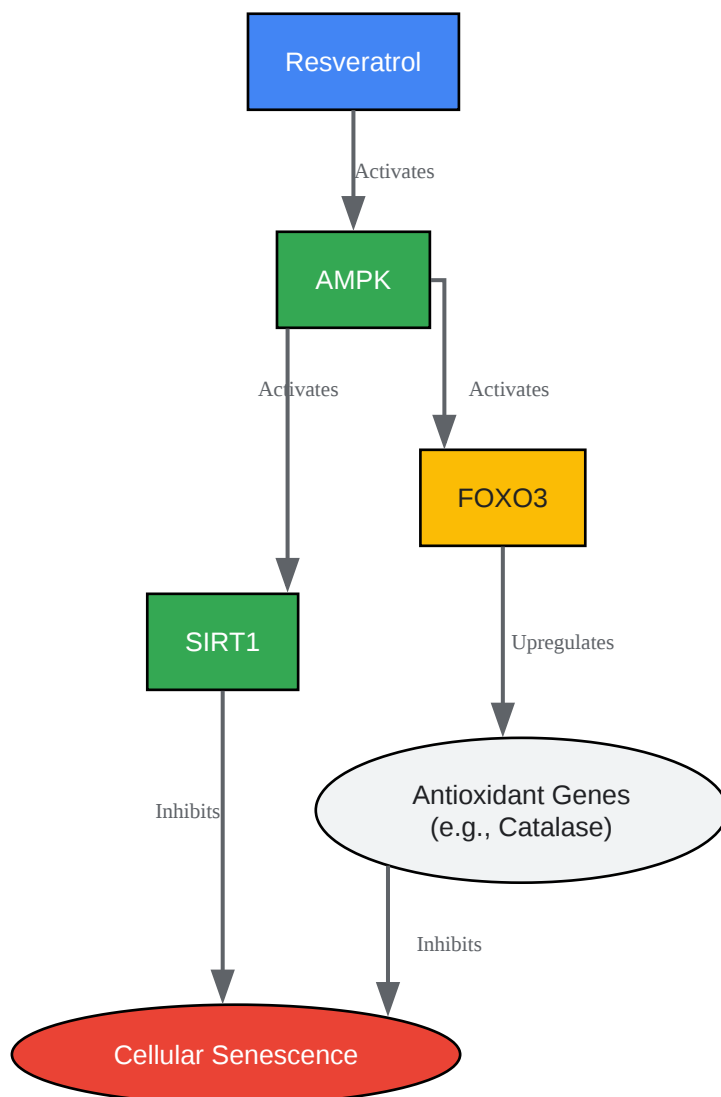 Resveratrol
Activates
AMPK
Activates
Activates
FOXO3
SIRT1
Upregulates
Antioxidant Genes
(e.g., Catalase)
Inhibits
Inhibits
Cellular Senescence